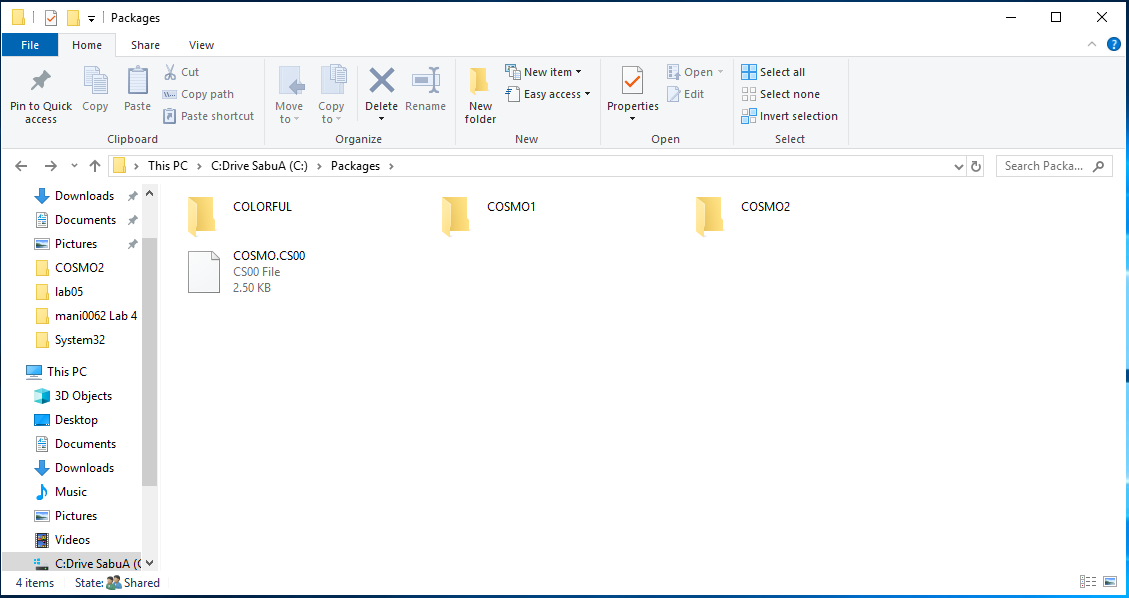 Packages
File Home Share View
Pin to Quick access
Copy
Paste
Cut
Copy path
Paste shortcut
Clipboard
Move to
Copy to
Delete
Rename
Organize
New folder
New item
Easy access
New
Properties
Open
Edit
Open
Select all
Select none
Invert selection
Select
This PC > C:Drive SabuA (C:) > Packages >
Search Packa...
Downloads
Documents
Pictures
COSMO2
lab05
mani0062 Lab 4
System32
This PC
3D Objects
Desktop
Documents
Downloads
Music
Pictures
Videos
C:Drive SabuA (C
COLORFUL
COSMO1
COSMO2
COSMO.CS00
CS00 File
2.50 KB
4 items State: Shared